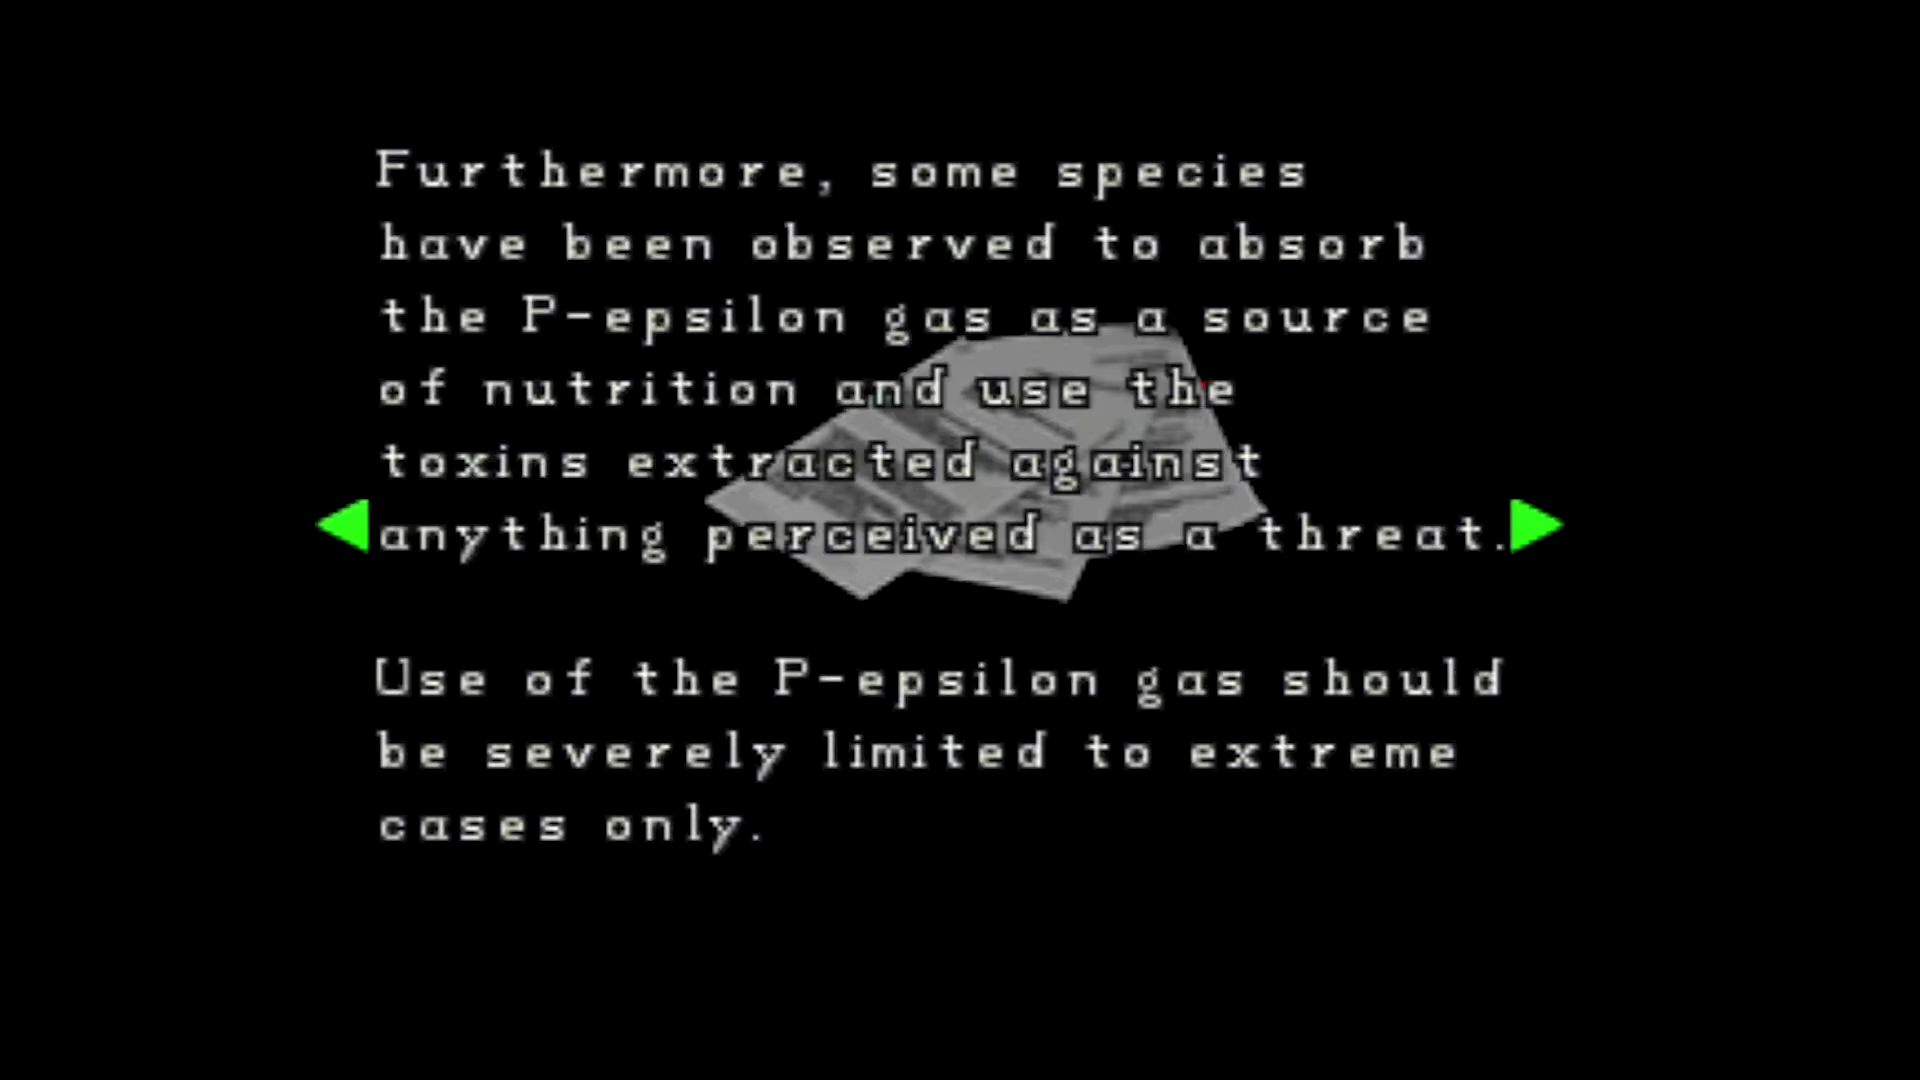 Furthermore, some species
have been observed to absorb
the P-epsilon gas as a source
of nutrition and use the
toxins extracted against
anything perceived as a threat.
Use of the P-epsilon gas should
be severely limited to extreme
cases only.